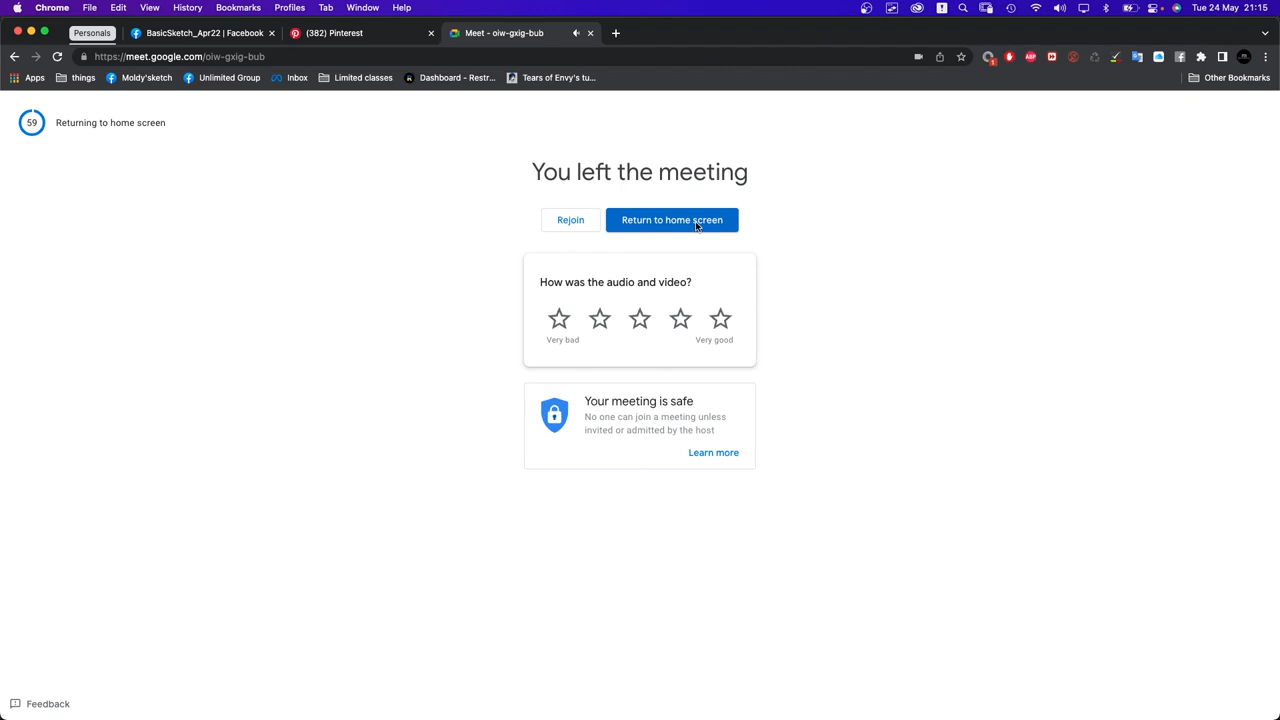 Chrome File Edit View History Bookmarks Profiles Tab Window Help Tue 24 May 21:15
Personals BasicSketch_Apr22 | Facebook (382) Pinterest Meet - oiw-gxig-bub
https://meet.google.com/oiw-gxig-bub
Apps things Moldy'sketch Unlimited Group Inbox Limited classes Dashboard - Restr... Tears of Envy's tu... Other Bookmarks
59 Returning to home screen
You left the meeting
Rejoin Return to home screen
How was the audio and video?
Very bad Very good
Your meeting is safe
No one can join a meeting unless
invited or admitted by the host
Learn more
Feedback